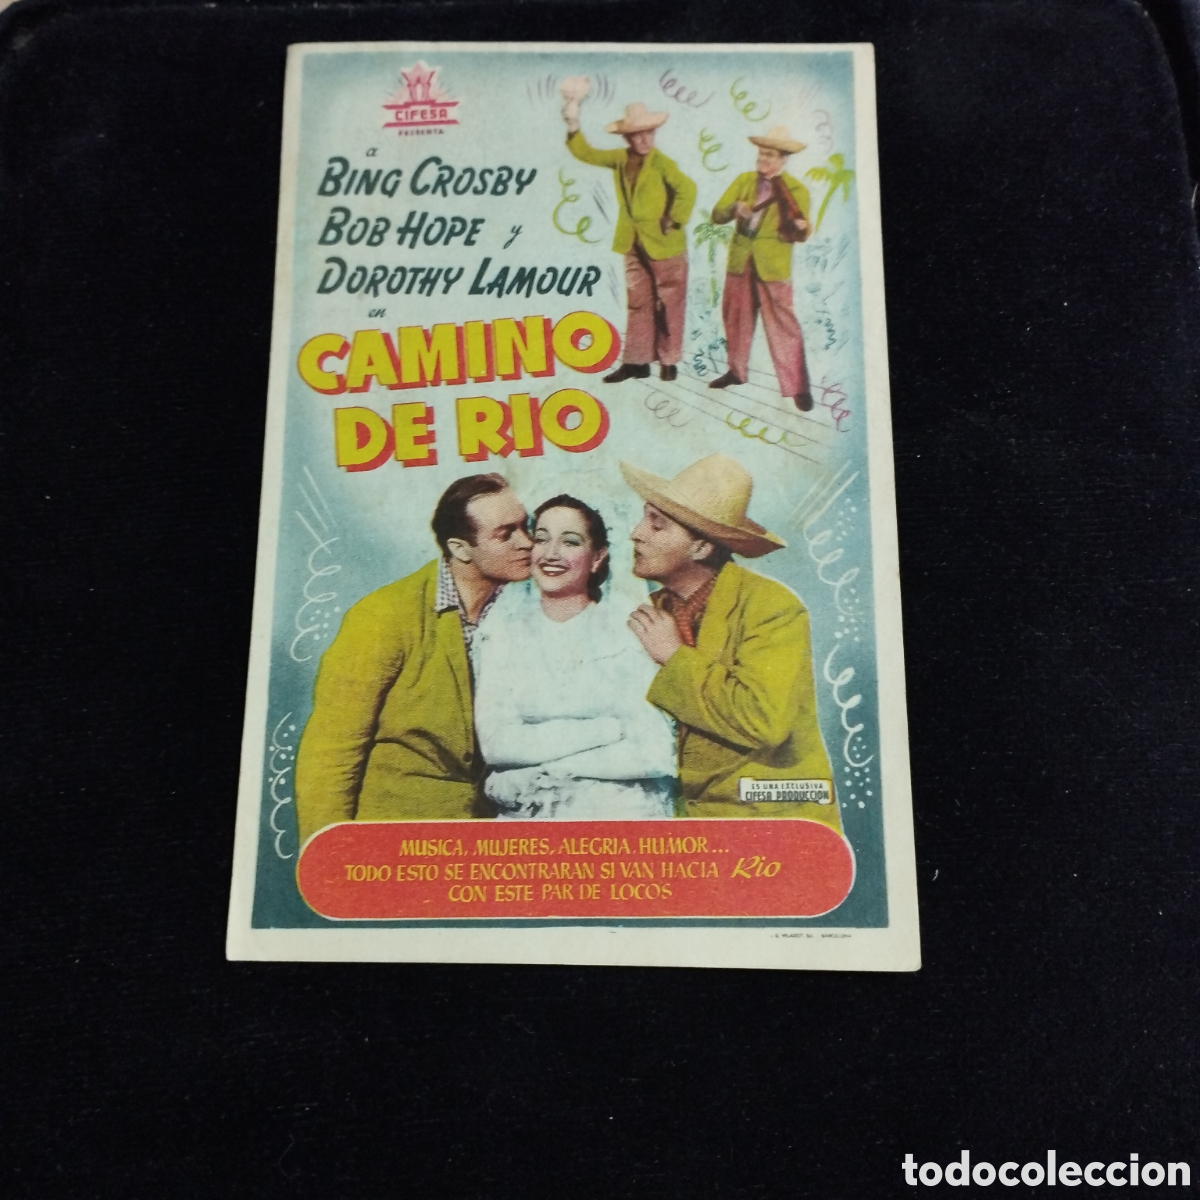 CIFESA
PRESENTA
a
BING CROSBY
BOB HOPE y
DOROTHY LAMOUR
en
CAMINO
DE RIO
ES UNA EXCLUSIVA
CIFESA PRODUCCION
MUSICA, MUJERES, ALEGRIA, HUMOR...
TODO ESTO SE ENCONTRARAN SI VAN HACIA Rio
CON ESTE PAR DE LOCOS
BARCELONA
todocoleccion